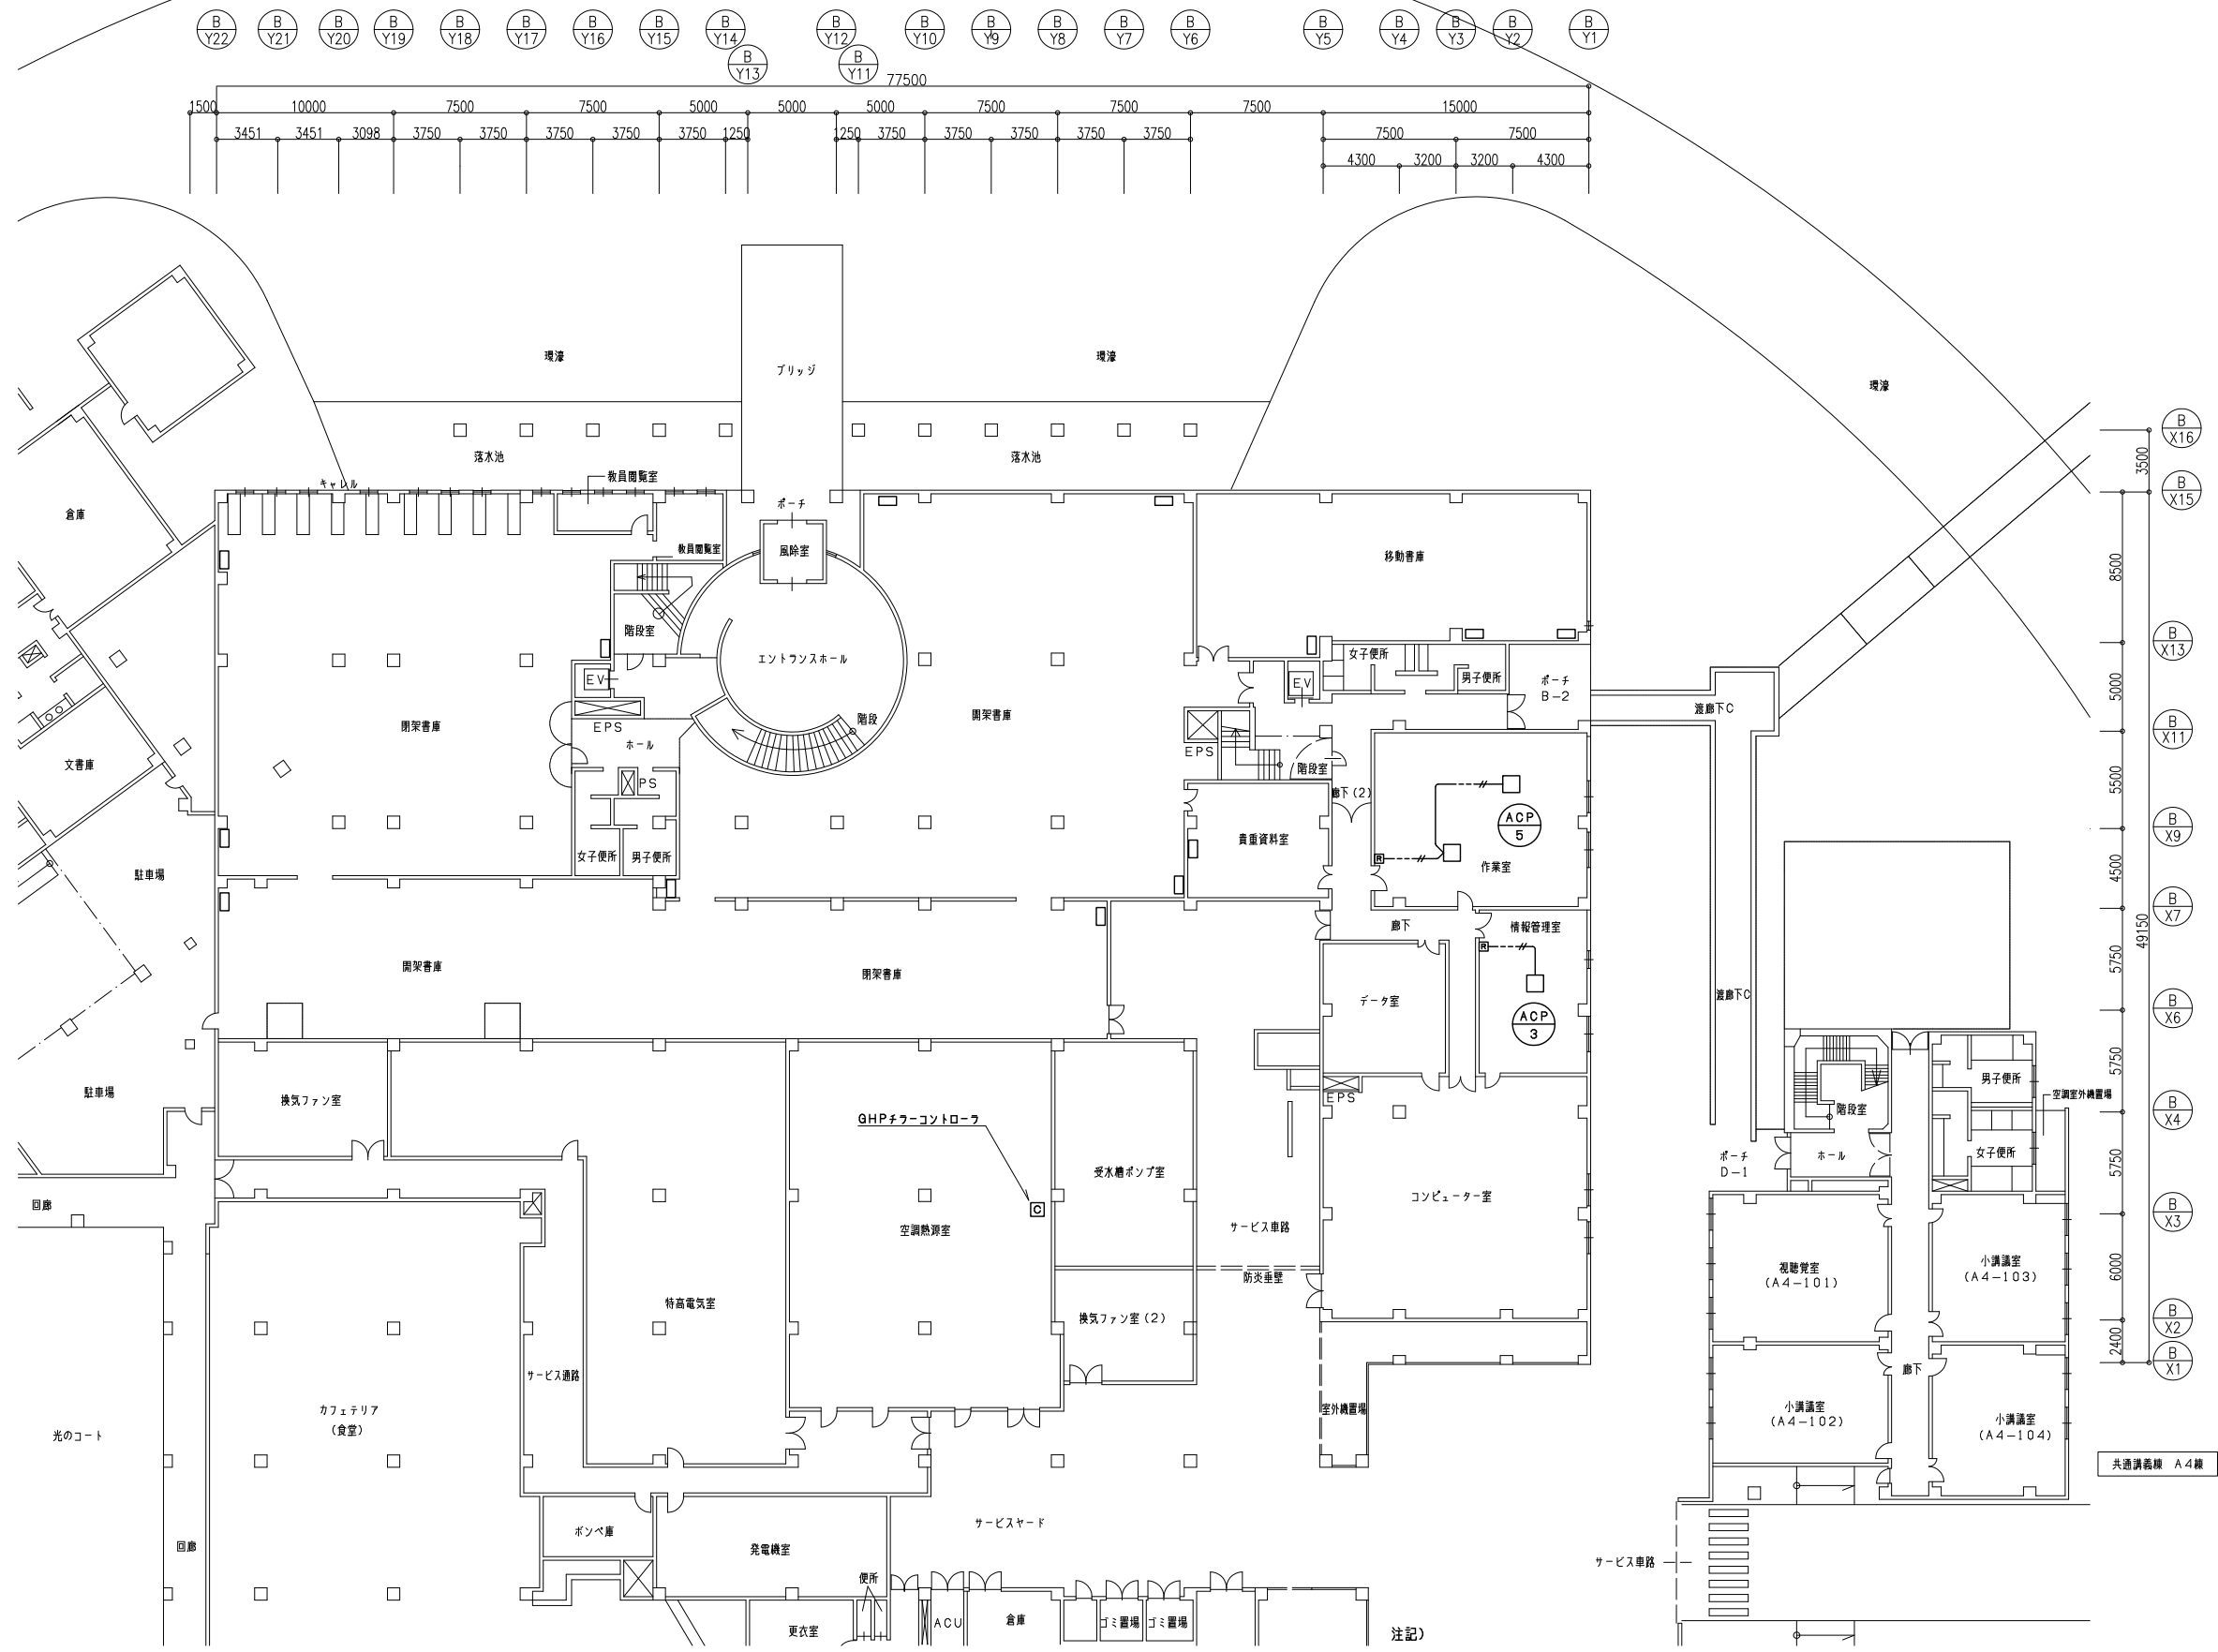 B B B B B B B B B B B B B B B B B B B
Y22 Y21 Y20 Y19 Y18 Y17 Y16 Y15 Y14 Y12 Y10 Y9 Y8 Y7 Y6 Y5 Y4 Y3 Y2 Y1
B B
Y13 Y11
77500
1500 10000 7500 7500 5000 5000 5000 7500 7500 7500 15000
3451 3451 3098 3750 3750 3750 3750 3750 1250 1250 3750 3750 3750 3750 3750 7500 7500
4300 3200 3200 4300
環濠
環濠
ブリッジ
環濠
B
X16
3500
落水池
落水池
教員閲覧室
キャレル
B
X15
ポーチ
倉庫
教員閲覧室
風除室
移動書庫
8500
階段室
B
X13
エントランスホール
女子便所
男子便所
EV
EV
ポーチ
B-2
5000
渡廊下C
階段
開架書庫
閉架書庫
EPS
ホール
EPS
B
X11
文書庫
階段室
PS
廊下(2)
5500
ACP
5
B
X9
貴重資料室
女子便所
男子便所
R
作業室
駐車場
4500
B
X7
廊下
情報管理室
49150
R
開架書庫
閉架書庫
5750
データ室
渡廊下C
B
X6
ACP
3
5750
男子便所
駐車場
換気ファン室
EPS
空調室外機置場
階段室
B
X4
GHPチラーコントローラ
女子便所
ポーチ
D-1
ホール
5750
受水槽ポンプ室
コンピューター室
回廊
C
空調熱源室
サービス車路
B
X3
視聴覚室
(A4-101)
小講議室
(A4-103)
6000
防炎垂壁
特高電気室
換気ファン室(2)
B
X2
2400
サービス通路
廊下
B
X1
カフェテリア
(食堂)
室外機置場
小講議室
(A4-102)
小講議室
(A4-104)
光のコート
共通講義棟 A4棟
サービスヤード
ボンベ庫
回廊
発電機室
サービス車路
便所
ACU
倉庫
ゴミ置場
ゴミ置場
更衣室
注記)